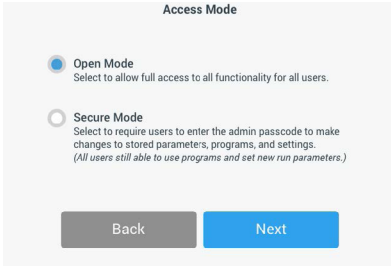 Access Mode
Open Mode
Select to allow full access to all functionality for all users.
Secure Mode
Select to require users to enter the admin passcode to make
changes to stored parameters, programs, and settings.
(All users still able to use programs and set new run parameters.)
Back Next